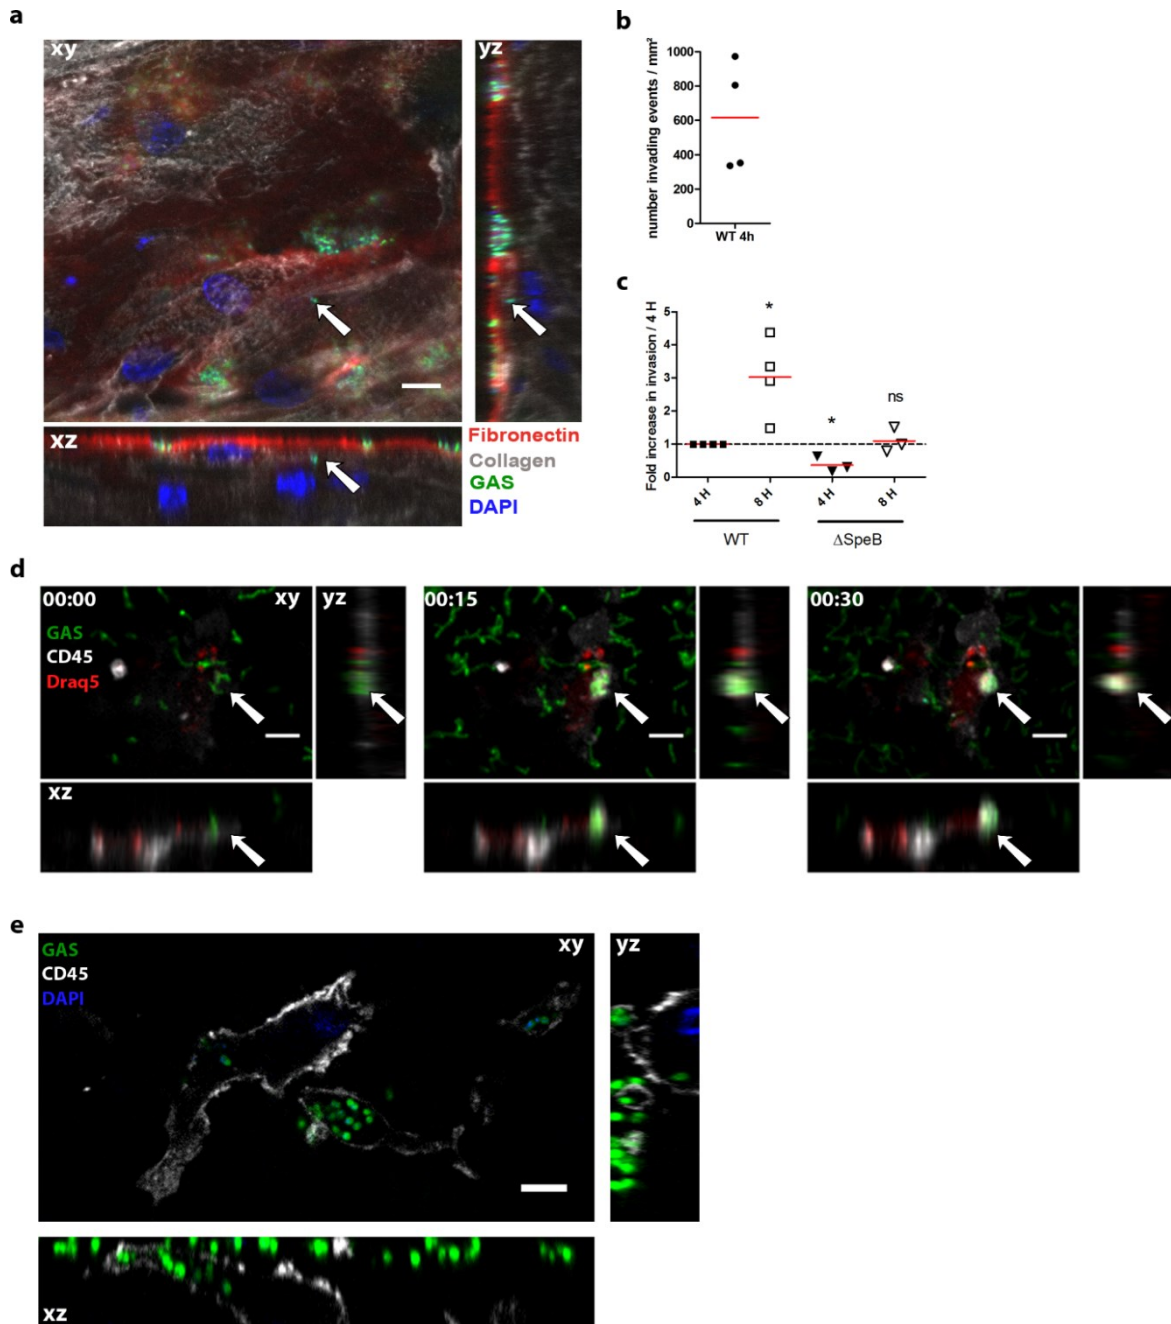 a
xy
yz
xz
Fibronectin
Collagen
GAS
DAPI
b
number invading events / mm²
1000
800
600
400
200
0
WT 4h
c
Fold increase in invasion / 4 H
5
4
3
2
1
0
*
*
ns
4 H
8 H
4 H
8 H
WT
ΔSpeB
d
00:00
xy
yz
GAS
CD45
Draq5
xz
00:15
00:30
e
GAS
CD45
DAPI
xy
yz
xz